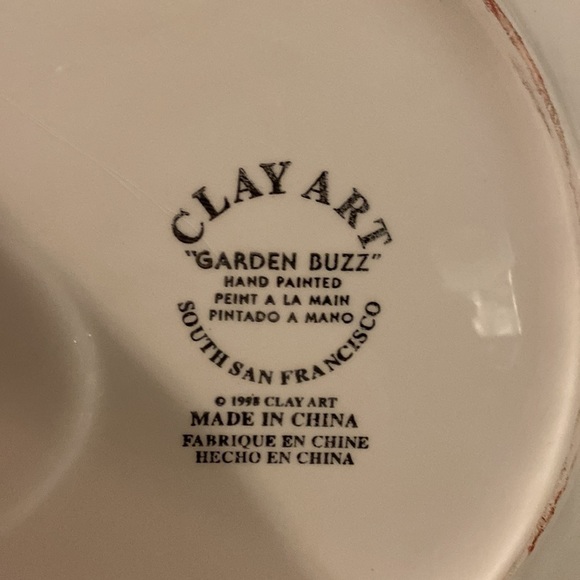 CLAY ART
"GARDEN BUZZ"
HAND PAINTED
PEINT A LA MAIN
PINTADO A MANO
SOUTH SAN FRANCISCO
© 1998 CLAY ART
MADE IN CHINA
FABRIQUE EN CHINE
HECHO EN CHINA